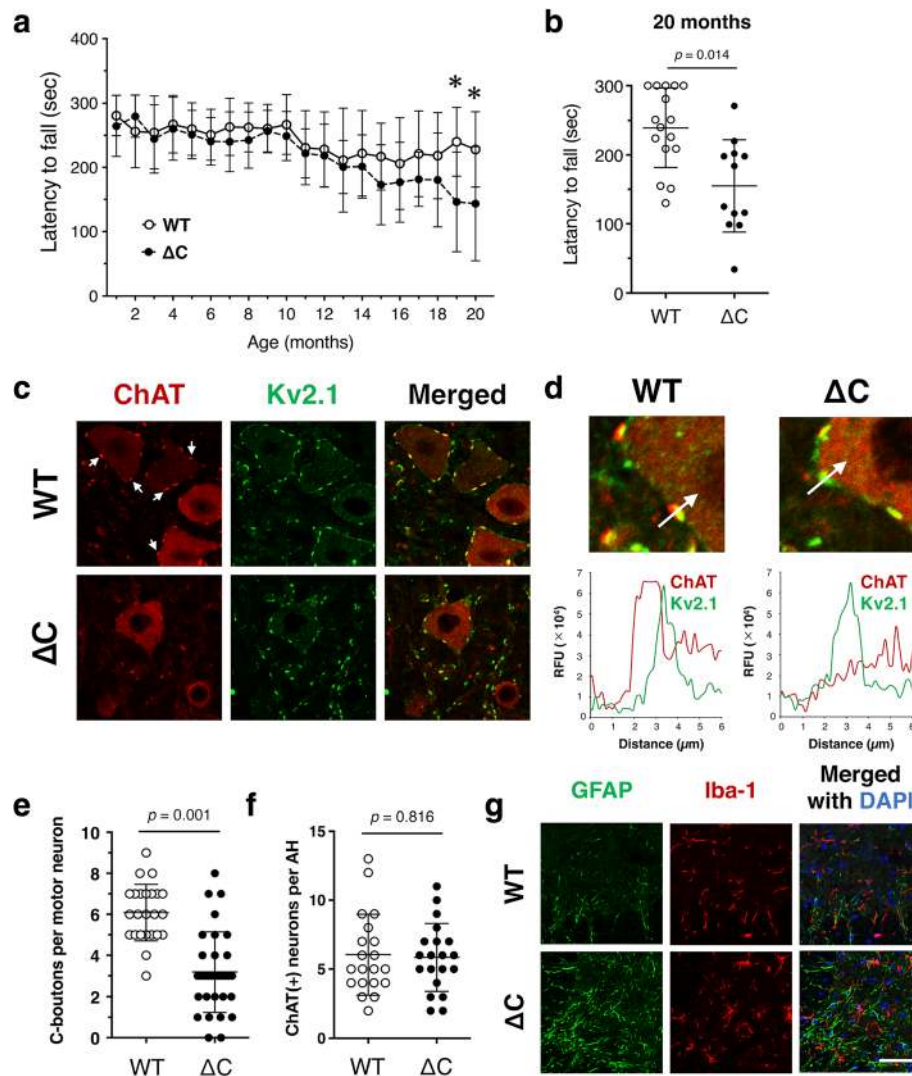 a
Latency to fall (sec)
400
300
200
100
0
* *
WT
ΔC
2 4 6 8 10 12 14 16 18 20
Age (months)
b
20 months
p = 0.014
Latancy to fall (sec)
300
200
100
0
WT ΔC
c
ChAT Kv2.1 Merged
WT
ΔC
d
WT ΔC
RFU (× 10⁴)
7
6
5
4
3
2
1
0
ChAT
Kv2.1
0 1 2 3 4 5 6
Distance (μm)
RFU (× 10⁴)
7
6
5
4
3
2
1
0
ChAT
Kv2.1
0 1 2 3 4 5 6
Distance (μm)
e
p = 0.001
C-boutons per motor neuron
10
8
6
4
2
0
WT ΔC
f
p = 0.816
ChAT(+) neurons per AH
15
10
5
0
WT ΔC
g
GFAP Iba-1 Merged
with DAPI
WT
ΔC